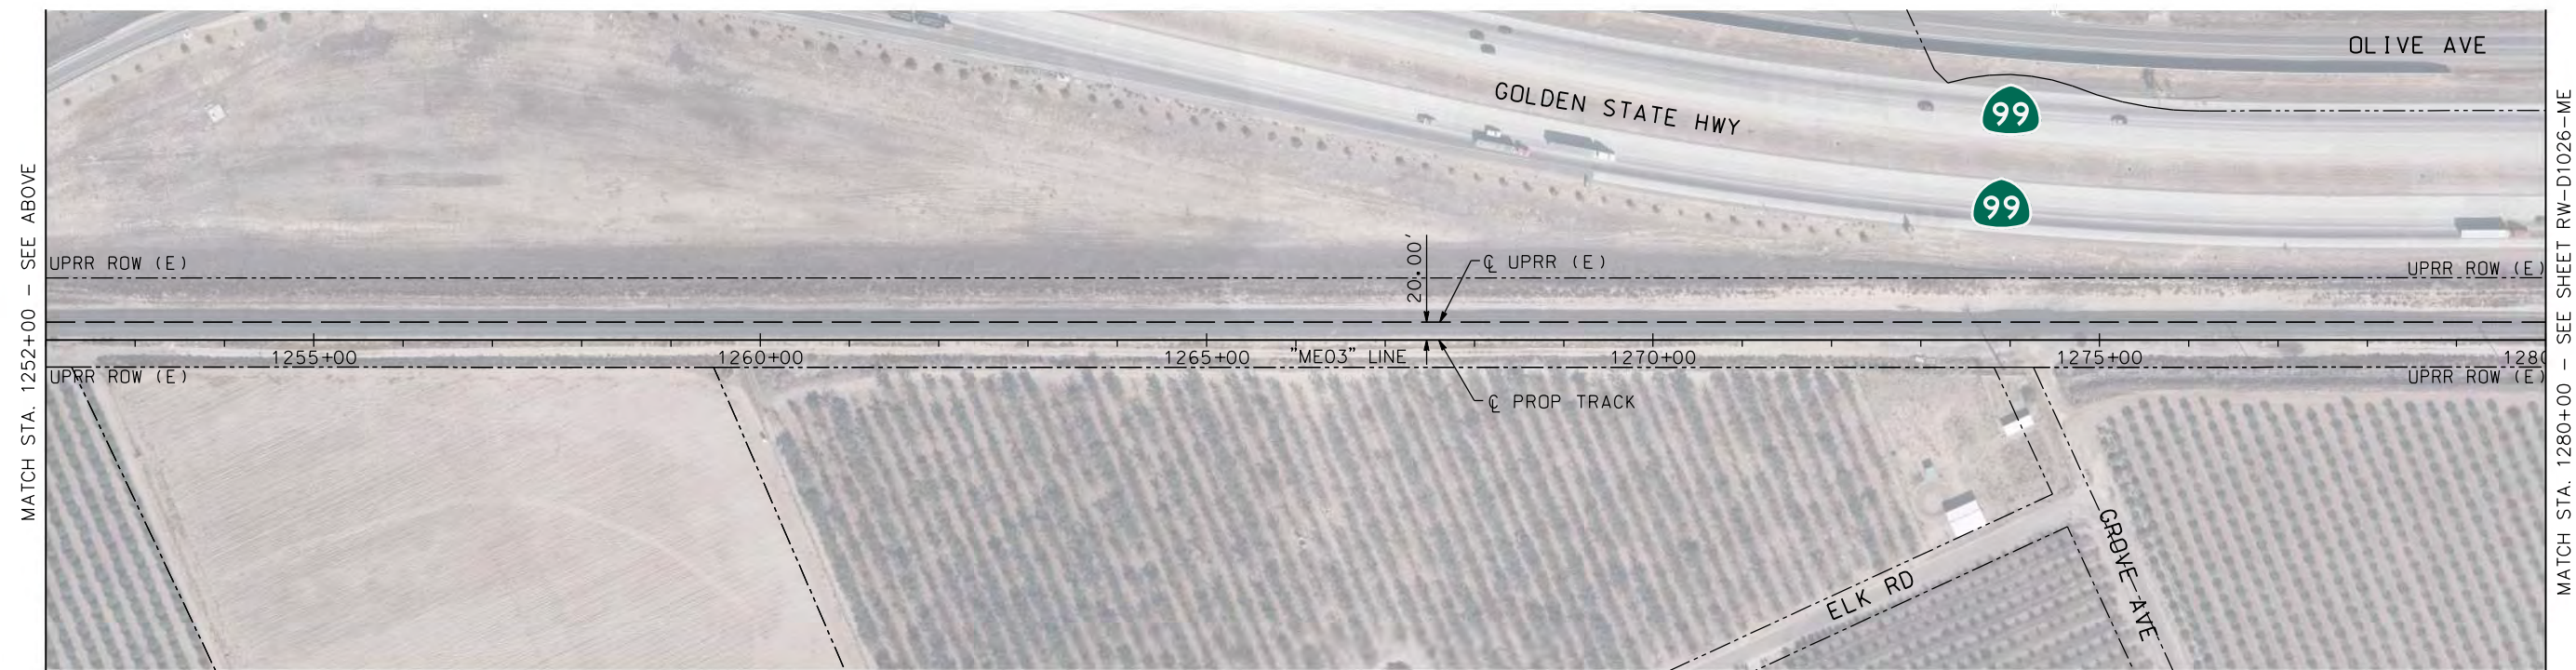 OLIVE AVE
GOLDEN STATE HWY
99
99
MATCH STA. 1252+00 - SEE ABOVE
MATCH STA. 1280+00 - SEE SHEET RW-D1026-ME
UPRR ROW (E)
20.00'
℄ UPRR (E)
UPRR ROW (E)
1255+00
1260+00
1265+00
"ME03" LINE
1270+00
1275+00
1280
UPRR ROW (E)
UPRR ROW (E)
℄ PROP TRACK
GROVE AVE
ELK RD